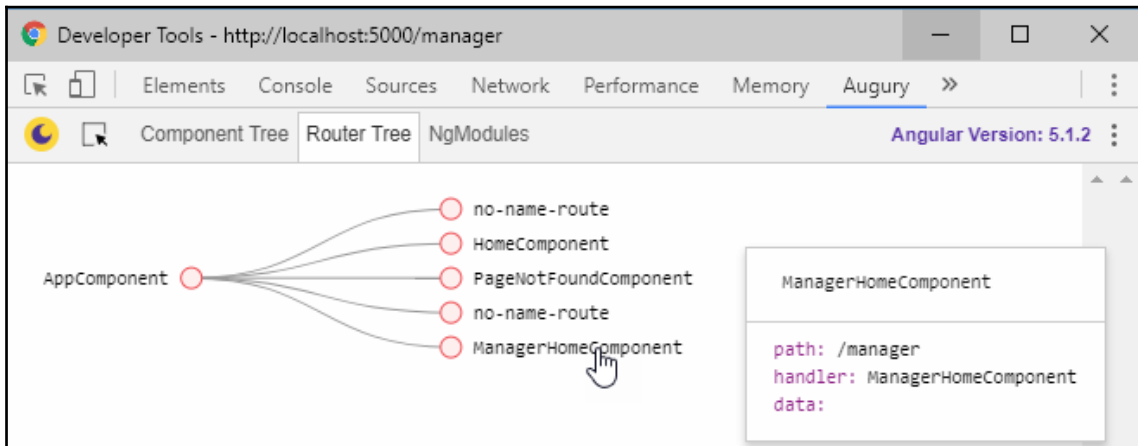 Developer Tools - http://localhost:5000/manager
Elements Console Sources Network Performance Memory Augury »
Component Tree Router Tree NgModules Angular Version: 5.1.2
no-name-route
HomeComponent
AppComponent PageNotFoundComponent
no-name-route
ManagerHomeComponent
ManagerHomeComponent
path: /manager
handler: ManagerHomeComponent
data: